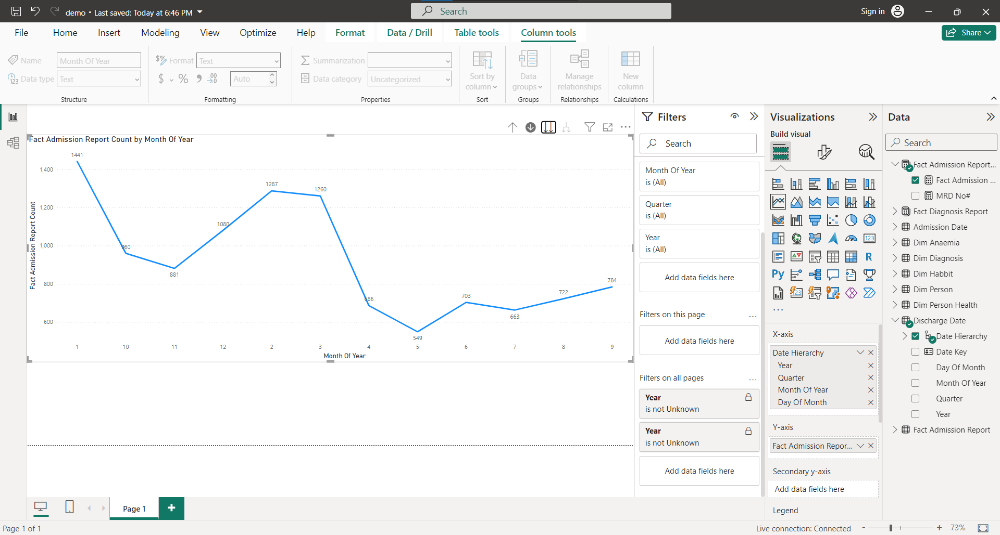 demo • Last saved: Today at 6:46 PM
Search
Sign in
File
Home
Insert
Modeling
View
Optimize
Help
Format
Data / Drill
Table tools
Column tools
Share
Name
Month Of Year
Data type
Text
Structure
Format
Text
Auto
Formatting
Summarization
Data category
Uncategorized
Properties
Sort by
column
Sort
Data
groups
Groups
Manage
relationships
Relationships
New
column
Calculations
Fact Admission Report Count by Month Of Year
Fact Admission Report Count
1,400
1,200
1,000
800
600
1441
960
881
1080
1287
1260
686
549
703
663
722
784
1
10
11
12
2
3
4
5
6
7
8
9
Month Of Year
Filters
Search
Month Of Year
is (All)
Quarter
is (All)
Year
is (All)
Add data fields here
Filters on this page
Add data fields here
Filters on all pages
Year
is not Unknown
Year
is not Unknown
Add data fields here
Visualizations
Build visual
123
R
Py
123
X-axis
Date Hierarchy
Year
Quarter
Month Of Year
Day Of Month
Y-axis
Fact Admission Repor...
Secondary y-axis
Add data fields here
Legend
Data
Search
Fact Admission Report...
Fact Admission ...
MRD No#
Fact Diagnosis Report
Admission Date
Dim Anaemia
Dim Diagnosis
Dim Habbit
Dim Person
Dim Person Health
Discharge Date
Date Hierarchy
Date Key
Day Of Month
Month Of Year
Quarter
Year
Fact Admission Report
Page 1
+
Page 1 of 1
Live connection: Connected
- + 73%